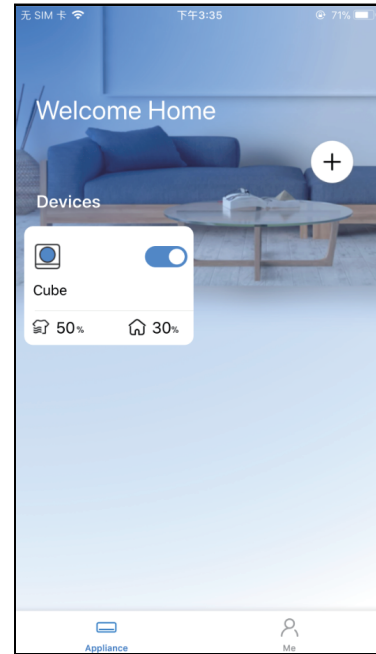 无 SIM 卡 下午3:35 71%
Welcome Home
Devices
Cube
50% 30%
Appliance Me